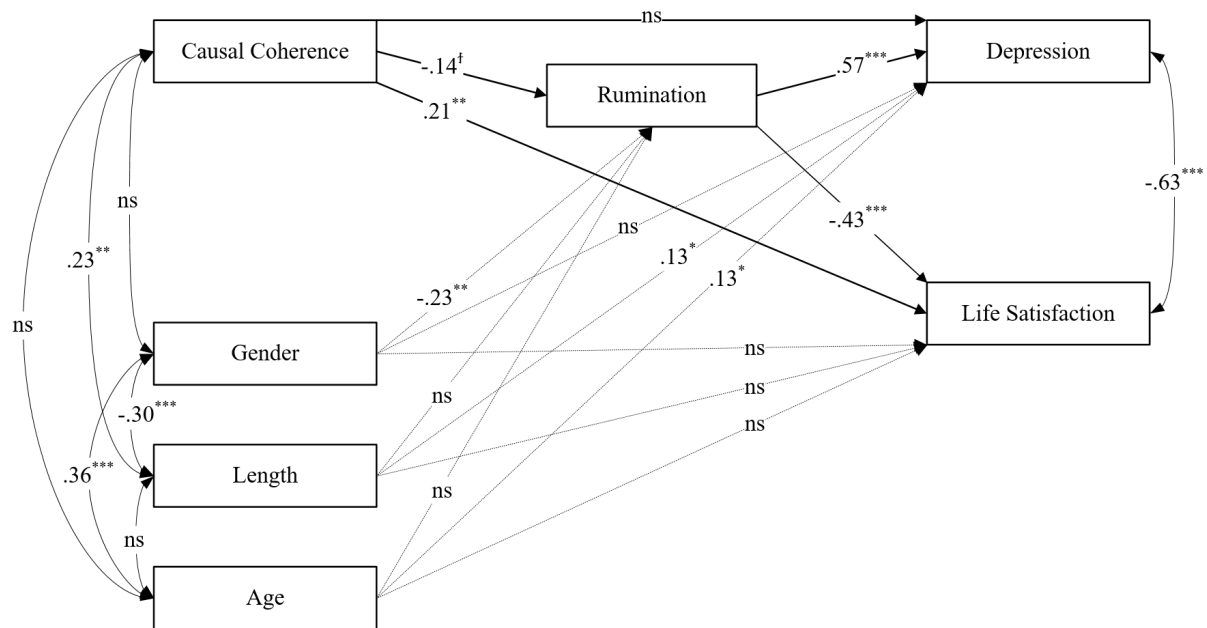 ns
Causal Coherence
Depression
-.14ƚ
.57***
Rumination
.21**
-.63***
ns
-.43***
ns
.23**
.13*
.13*
-.23**
Life Satisfaction
ns
Gender
ns
ns
ns
-.30***
ns
.36***
Length
ns
ns
Age